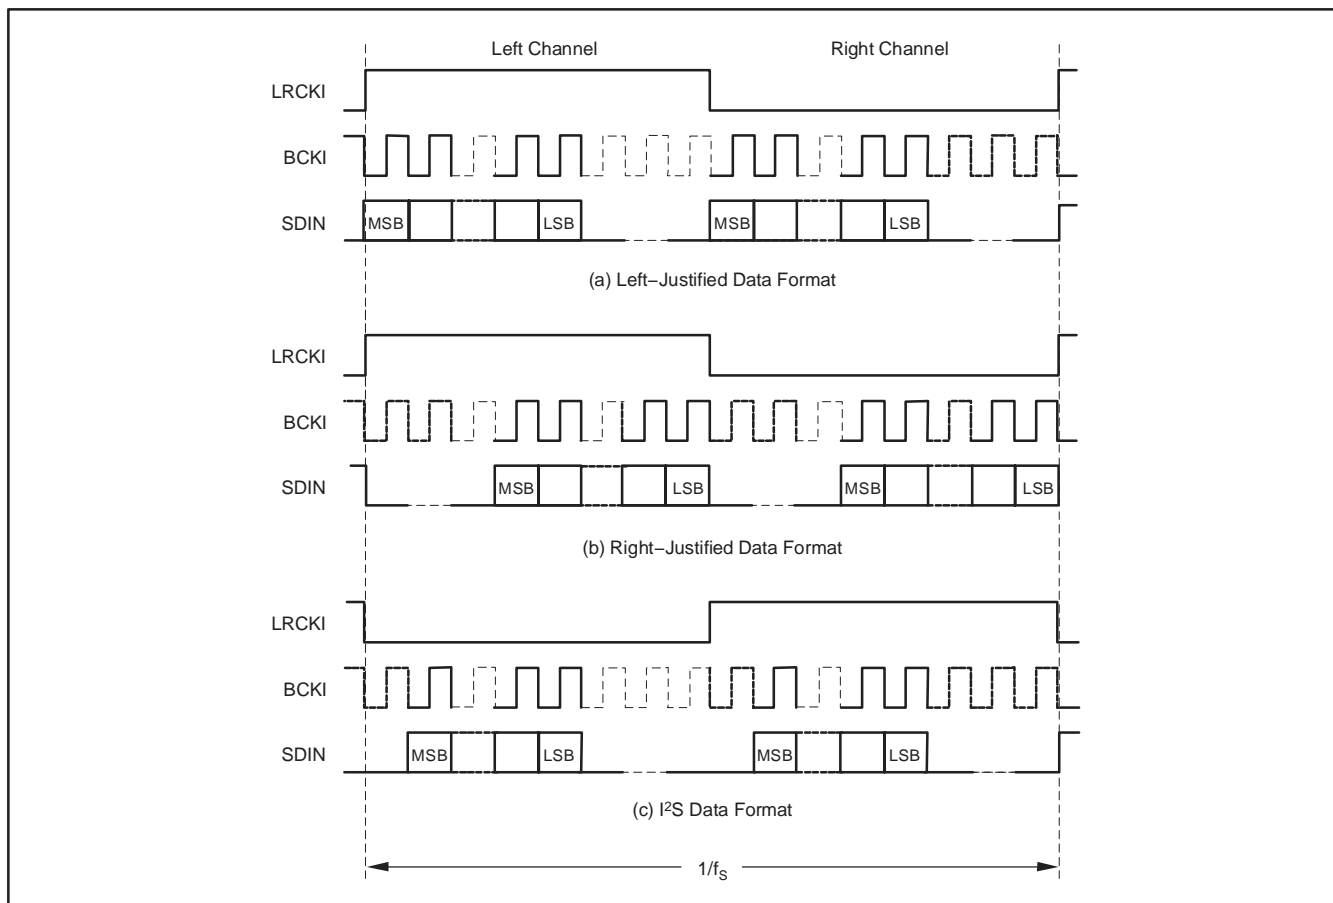 Left Channel Right Channel
LRCKI
BCKI
SDIN MSB LSB MSB LSB
(a) Left−Justified Data Format
LRCKI
BCKI
SDIN MSB LSB MSB LSB
(b) Right−Justified Data Format
LRCKI
BCKI
SDIN MSB LSB MSB LSB
(c) I²S Data Format
1/fS